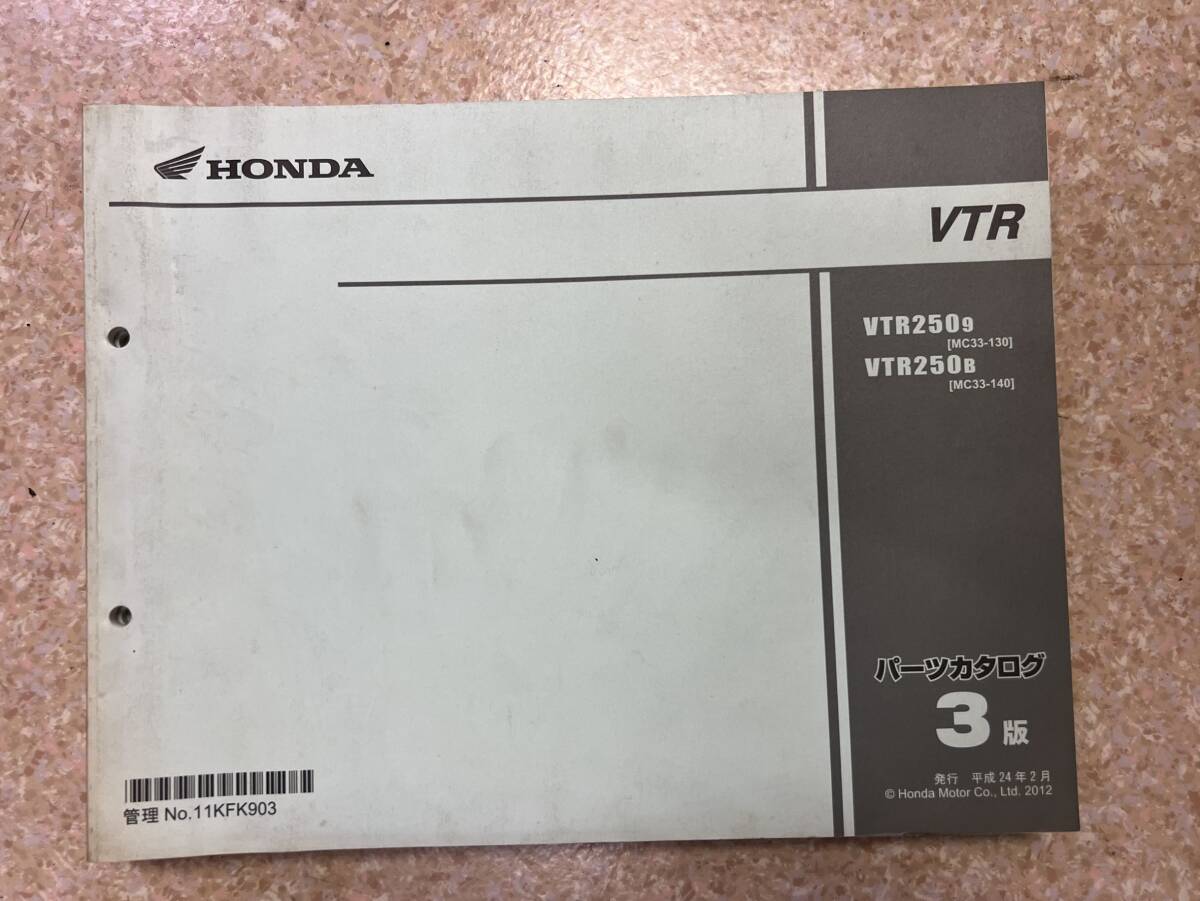 HONDA
VTR
VTR250 9
[MC33-130]
VTR250 B
[MC33-140]
パーツカタログ
3版
発行 平成24年2月
© Honda Motor Co., Ltd. 2012
管理 No.11KFK903